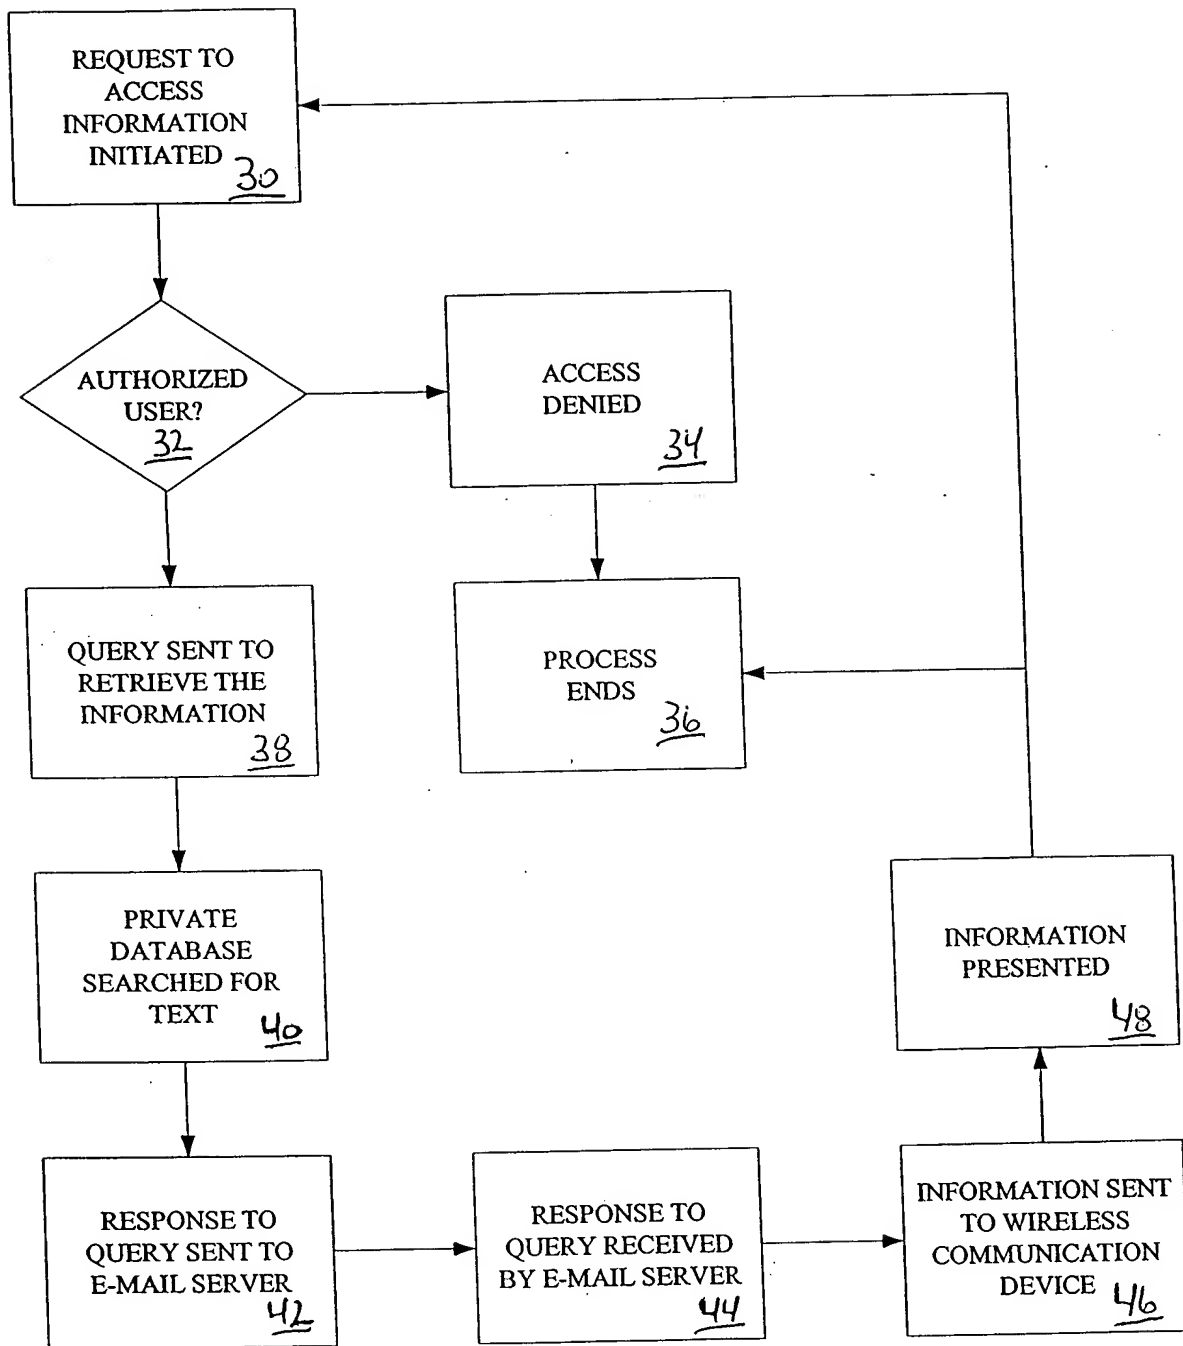 REQUEST TO
ACCESS
INFORMATION
INITIATED
30
AUTHORIZED
USER?
32
ACCESS
DENIED
34
QUERY SENT TO
RETRIEVE THE
INFORMATION
38
PROCESS
ENDS
36
PRIVATE
DATABASE
SEARCHED FOR
TEXT
40
INFORMATION
PRESENTED
48
RESPONSE TO
QUERY SENT TO
E-MAIL SERVER
42
RESPONSE TO
QUERY RECEIVED
BY E-MAIL SERVER
44
INFORMATION SENT
TO WIRELESS
COMMUNICATION
DEVICE
46